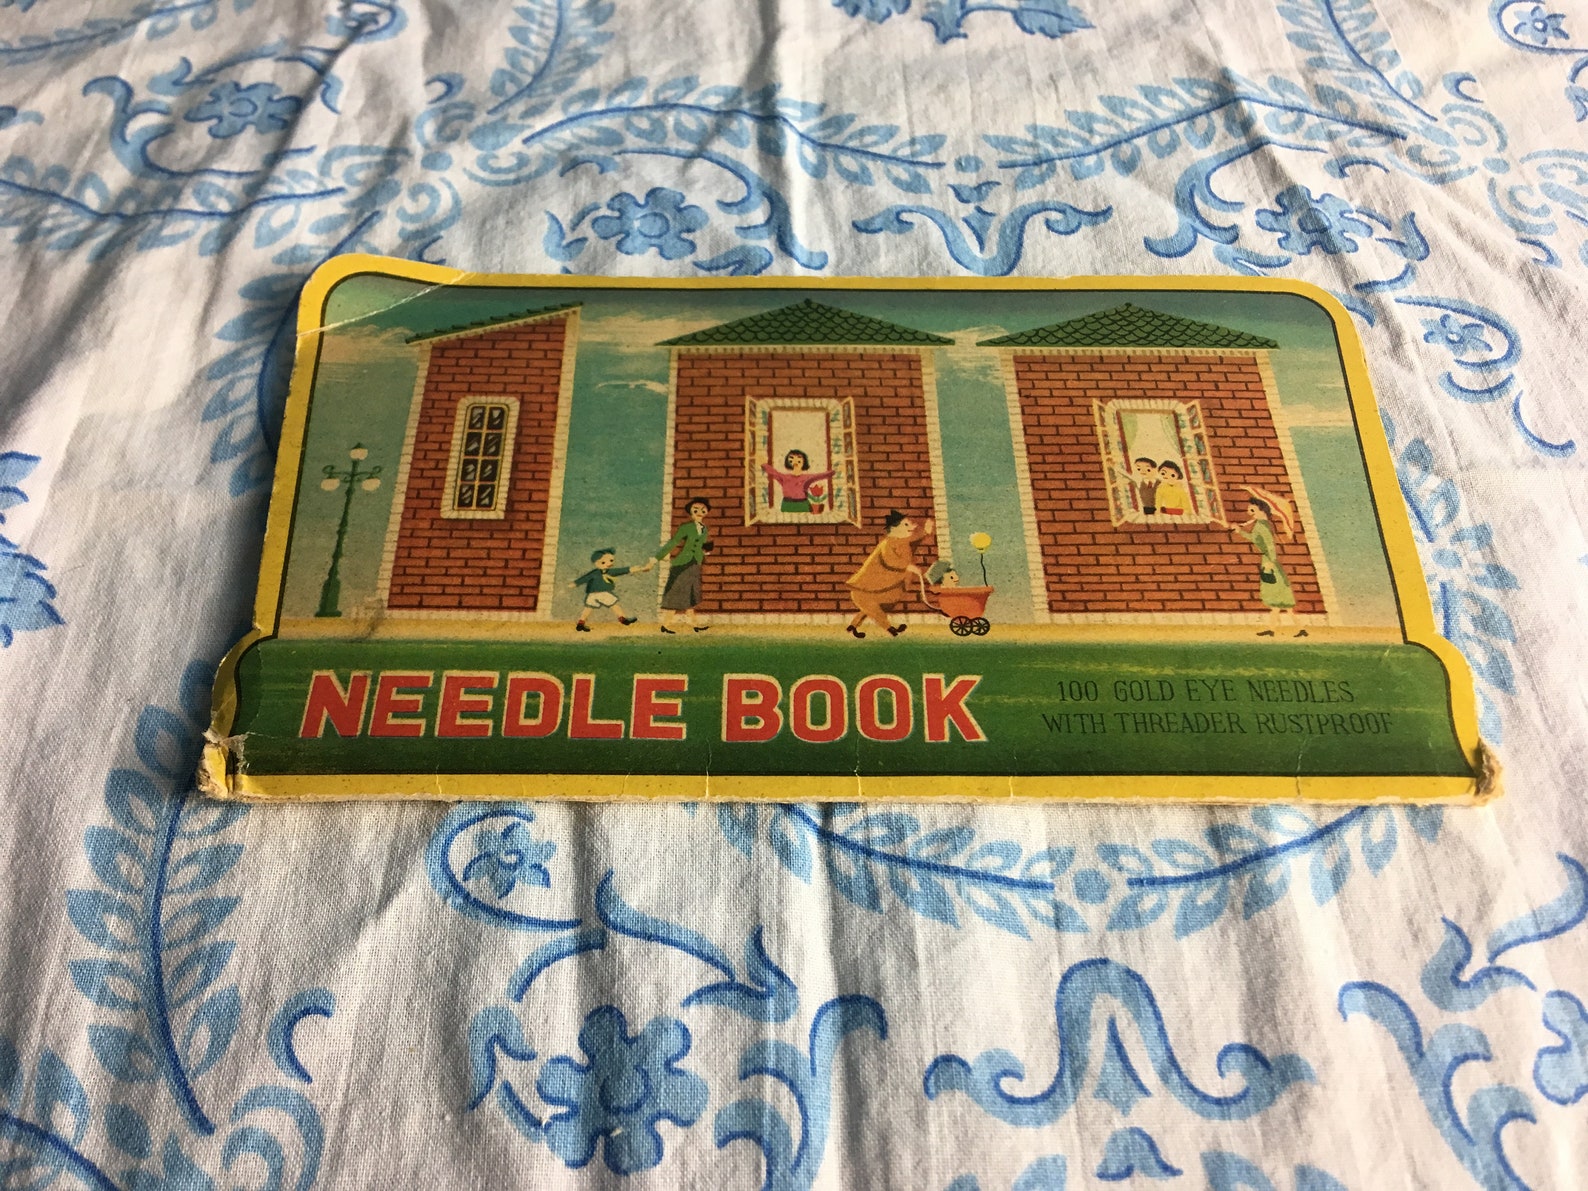 NEEDLE BOOK
100 GOLD EYE NEEDLES
WITH THREADER RUSTPROOF